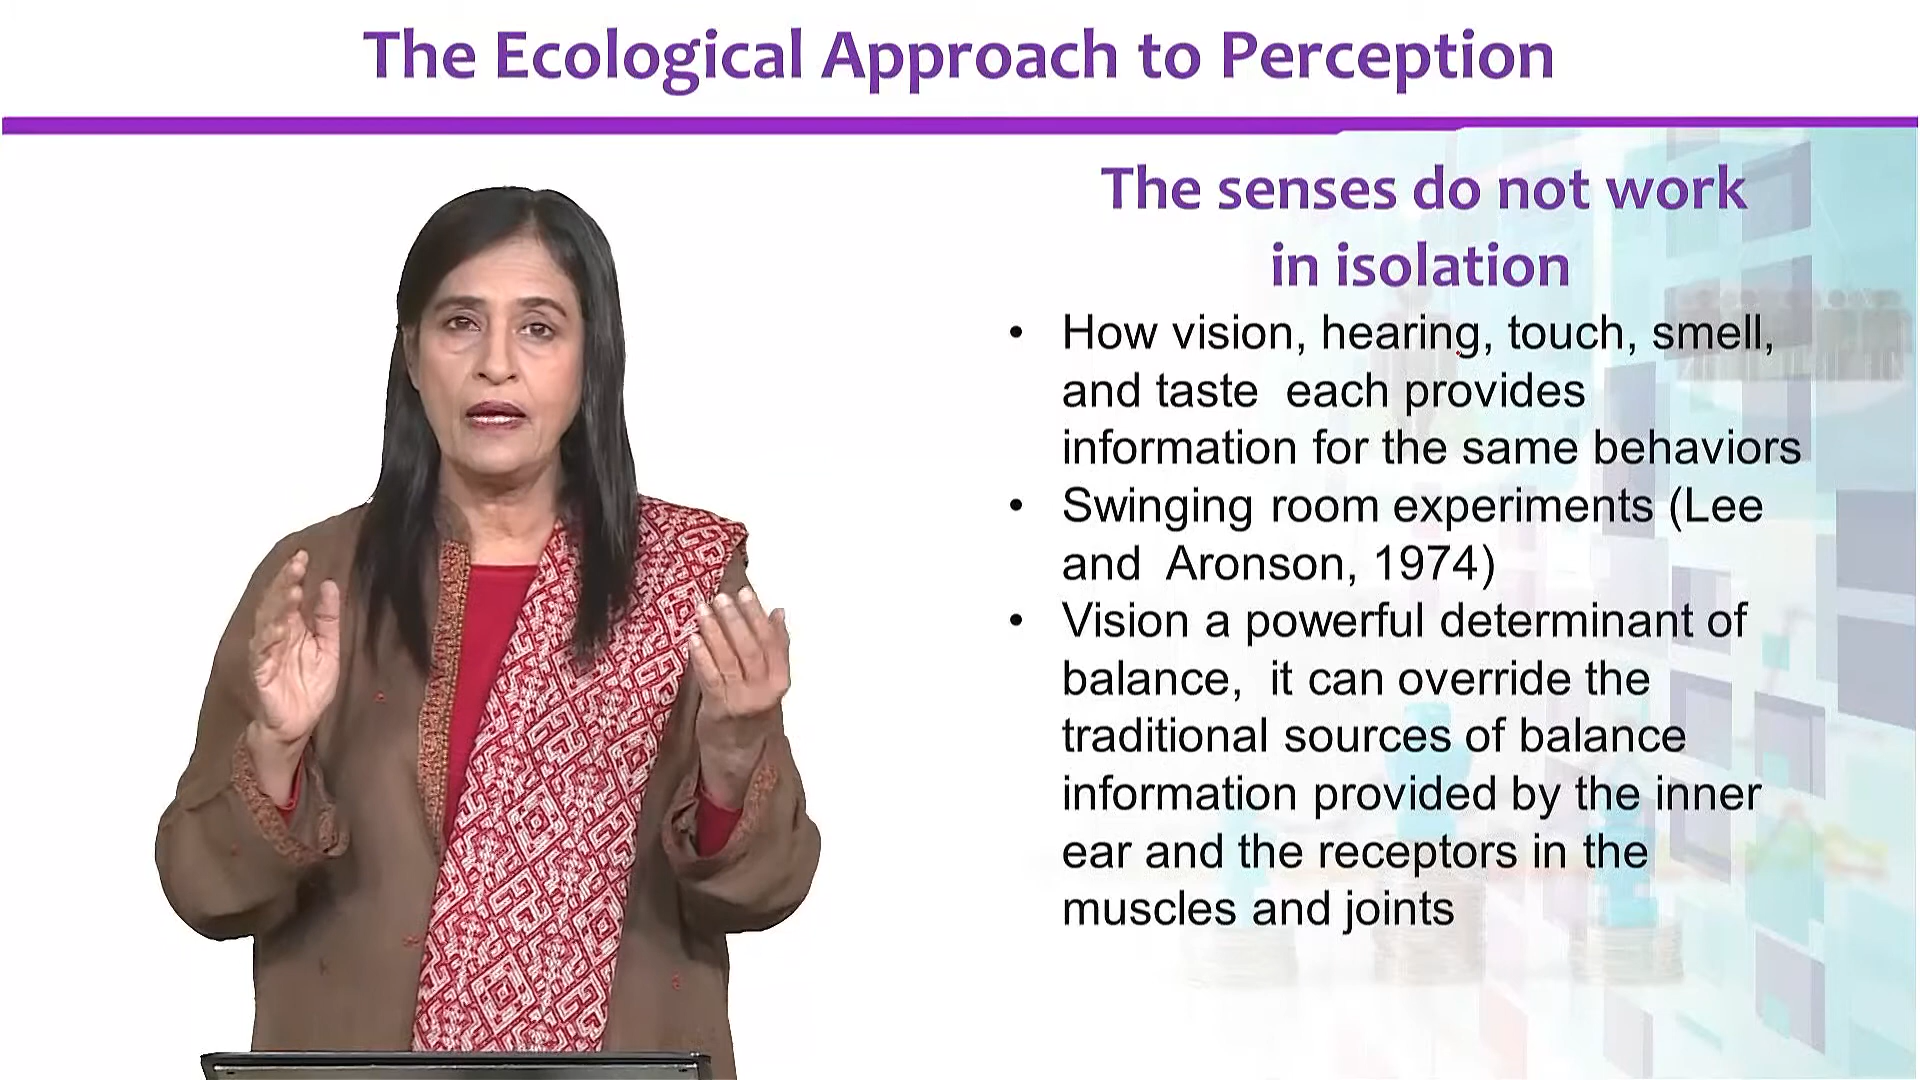 The Ecological Approach to Perception
The senses do not work
in isolation
• How vision, hearing, touch, smell,
and taste each provides
information for the same behaviors
• Swinging room experiments (Lee
and Aronson, 1974)
• Vision a powerful determinant of
balance, it can override the
traditional sources of balance
information provided by the inner
ear and the receptors in the
muscles and joints